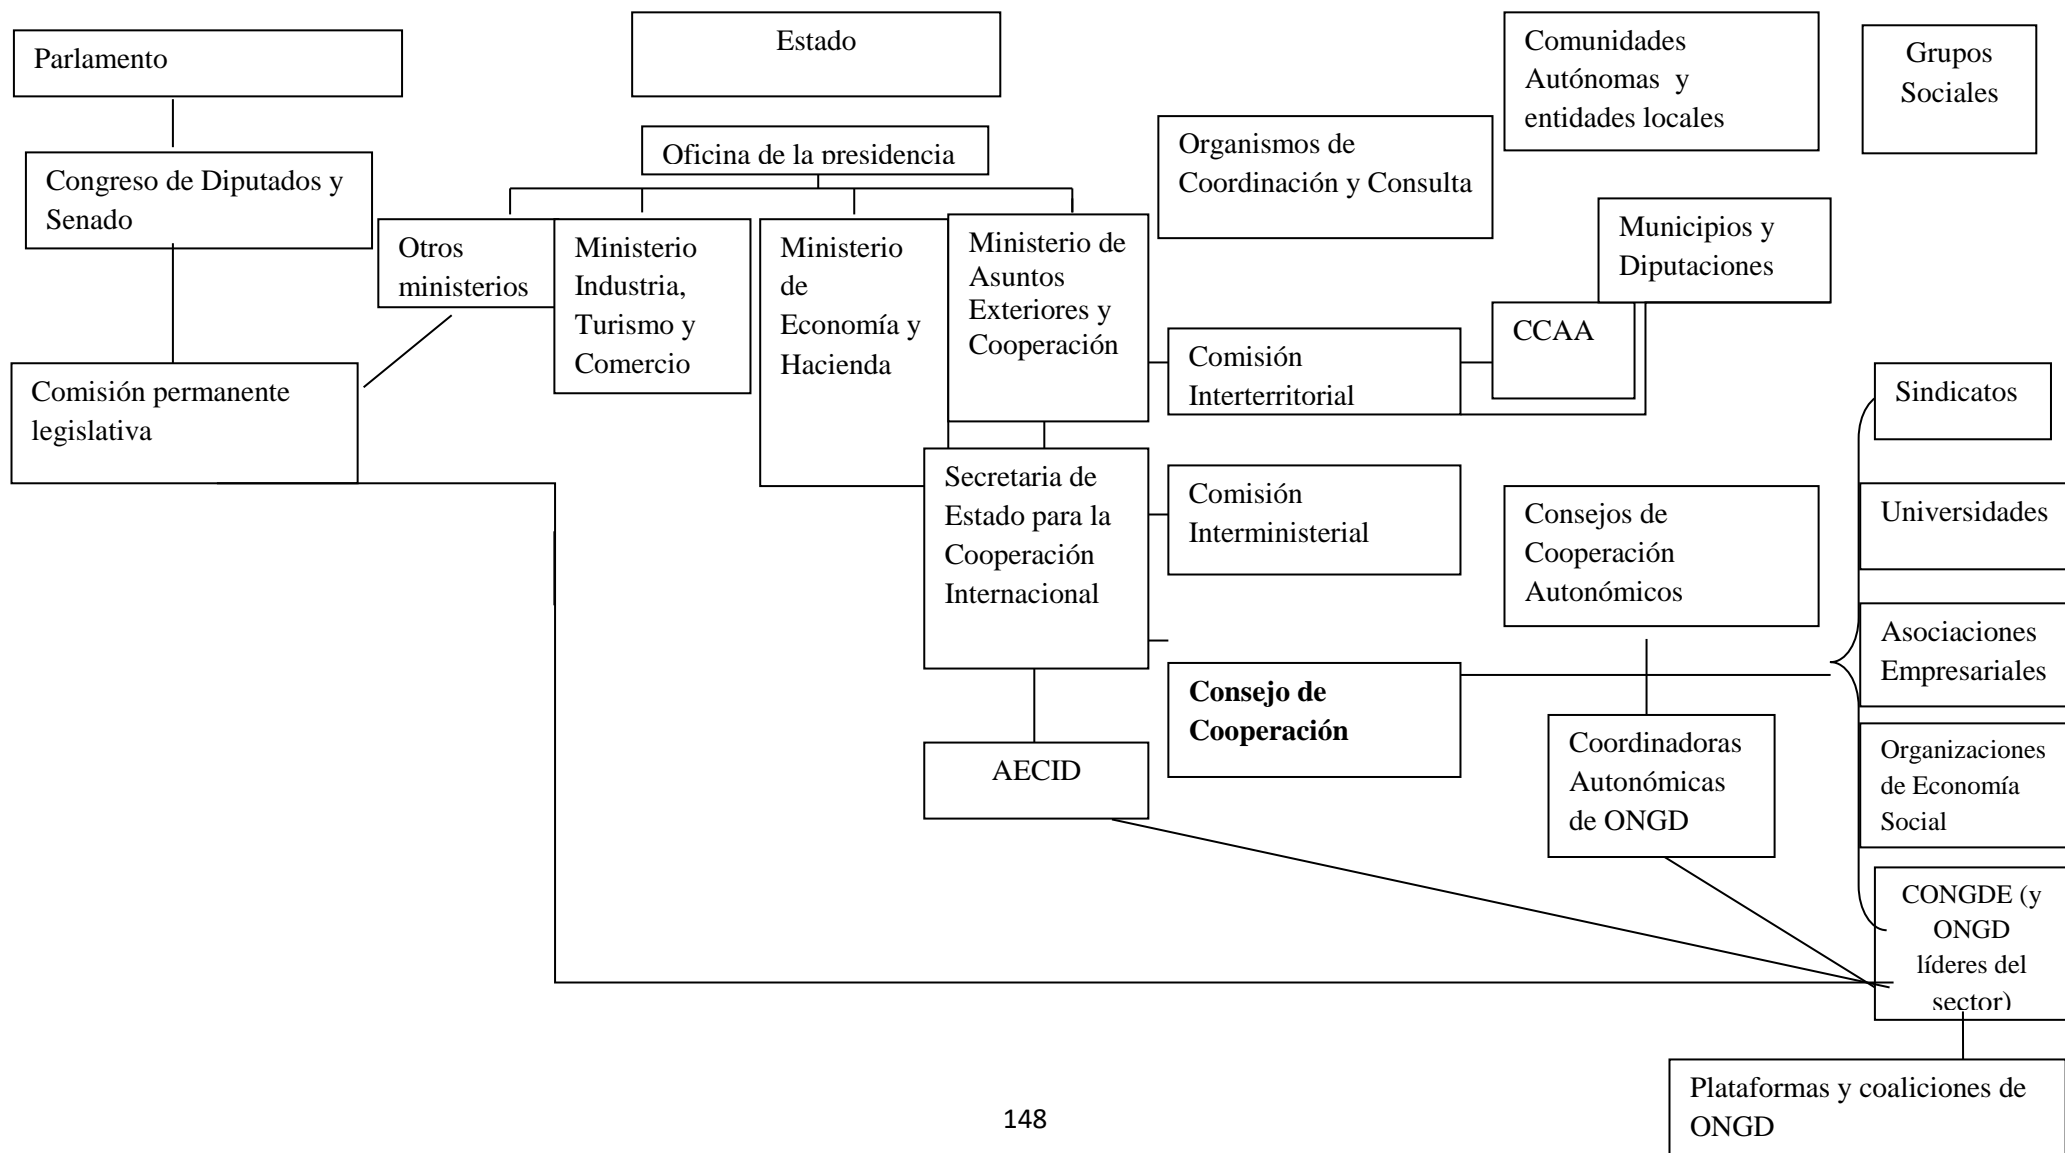 Parlamento
Estado
Comunidades
Autónomas y
entidades locales
Grupos
Sociales
Oficina de la presidencia
Organismos de
Coordinación y Consulta
Congreso de Diputados y
Senado
Otros
ministerios
Ministerio
Industria,
Turismo y
Comercio
Ministerio
de
Economía y
Hacienda
Ministerio de
Asuntos
Exteriores y
Cooperación
Municipios y
Diputaciones
CCAA
Comisión
Interterritorial
Comisión permanente
legislativa
Sindicatos
Secretaria de
Estado para la
Cooperación
Internacional
Comisión
Interministerial
Consejos de
Cooperación
Autonómicos
Universidades
Asociaciones
Empresariales
Consejo de
Cooperación
AECID
Coordinadoras
Autonómicas
de ONGD
Organizaciones
de Economía
Social
CONGDE (y
ONGD
líderes del
sector)
Plataformas y coaliciones de
ONGD
148